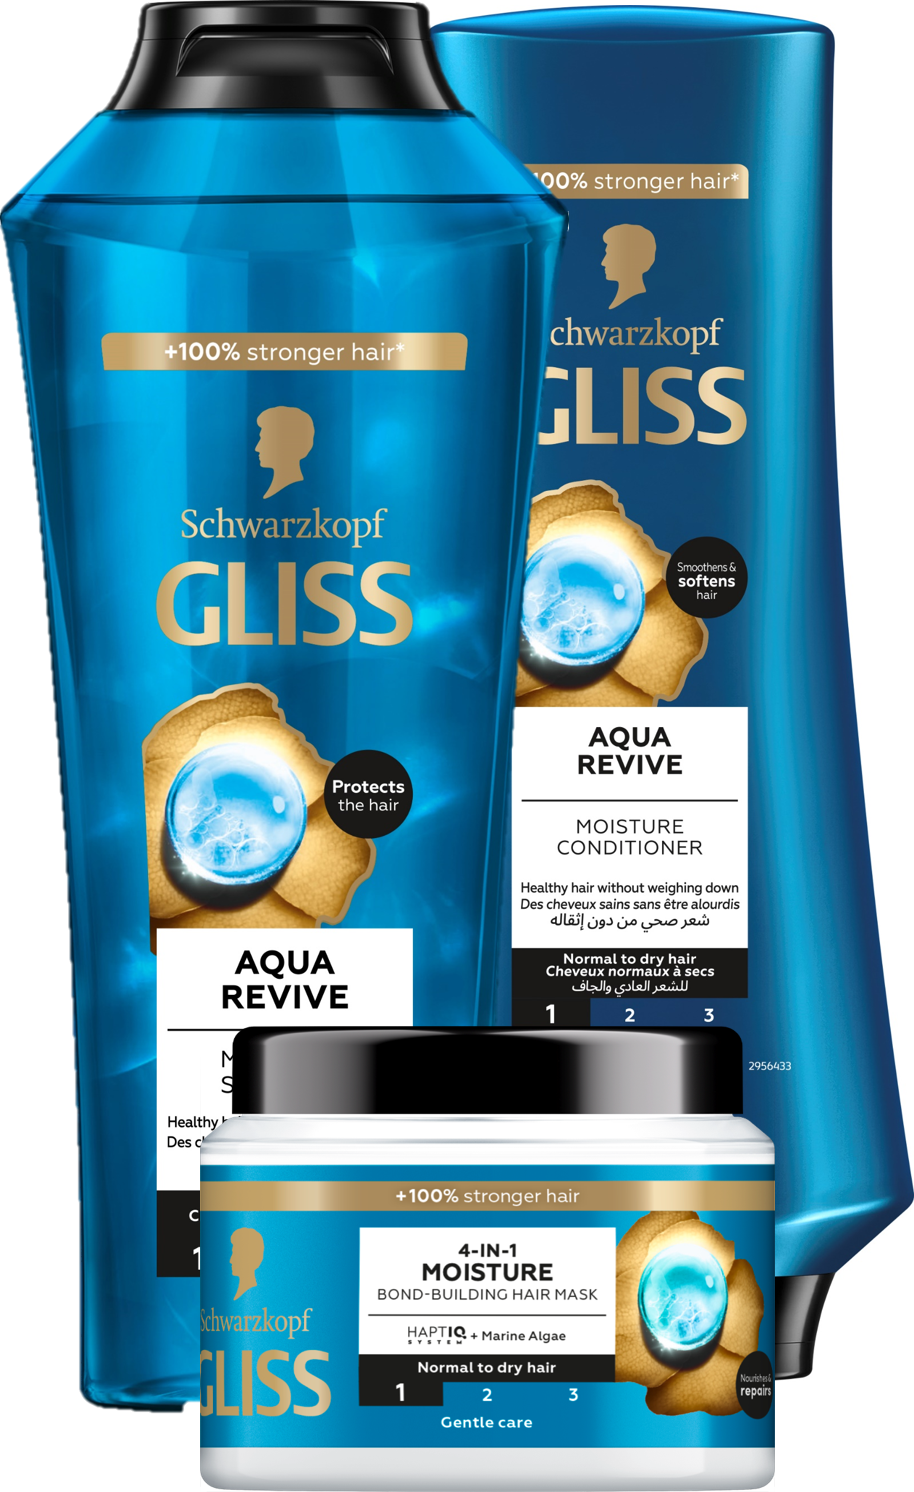 +100% stronger hair*
Schwarzkopf
GLISS
Protects
the hair
AQUA
REVIVE
Healthy
Des
100% stronger hair*
chwarzkopf
GLISS
Smoothens &
softens
hair
AQUA
REVIVE
MOISTURE
CONDITIONER
Healthy hair without weighing down
Des cheveux sains sans être alourdis
شعر صحي من دون إثقاله
Normal to dry hair
Cheveux normaux à secs
للشعر العادي والجاف
1 2 3
2956433
+100% stronger hair
Schwarzkopf
GLISS
4-IN-1
MOISTURE
BOND-BUILDING HAIR MASK
HAPTIQ
SYSTEM
+ Marine Algae
Normal to dry hair
1 2 3
Gentle care
Nourishes &
repairs